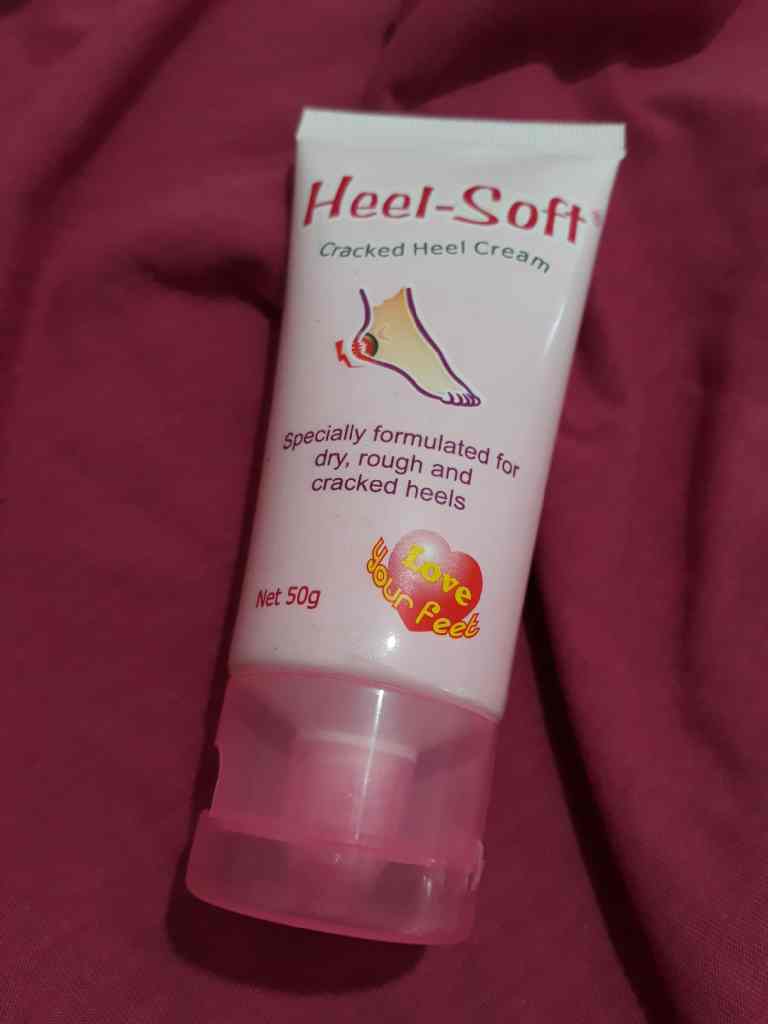 Heel-Soft®
Cracked Heel Cream
Specially formulated for
dry, rough and
cracked heels
Net 50g
Love
your feet